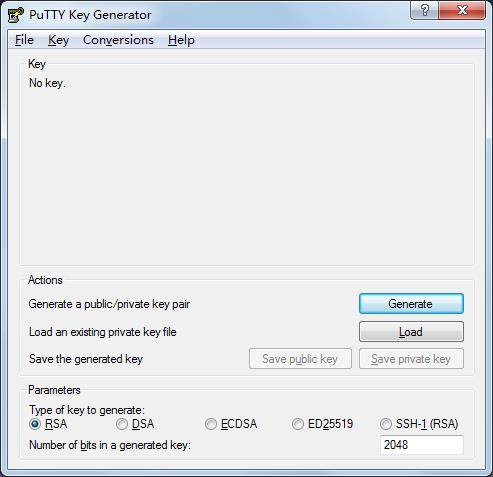 PuTTY Key Generator
File Key Conversions Help
Key
No key.
Actions
Generate a public/private key pair
Generate
Load an existing private key file
Load
Save the generated key
Save public key
Save private key
Parameters
Type of key to generate:
RSA DSA ECDSA ED25519 SSH-1 (RSA)
Number of bits in a generated key:
2048